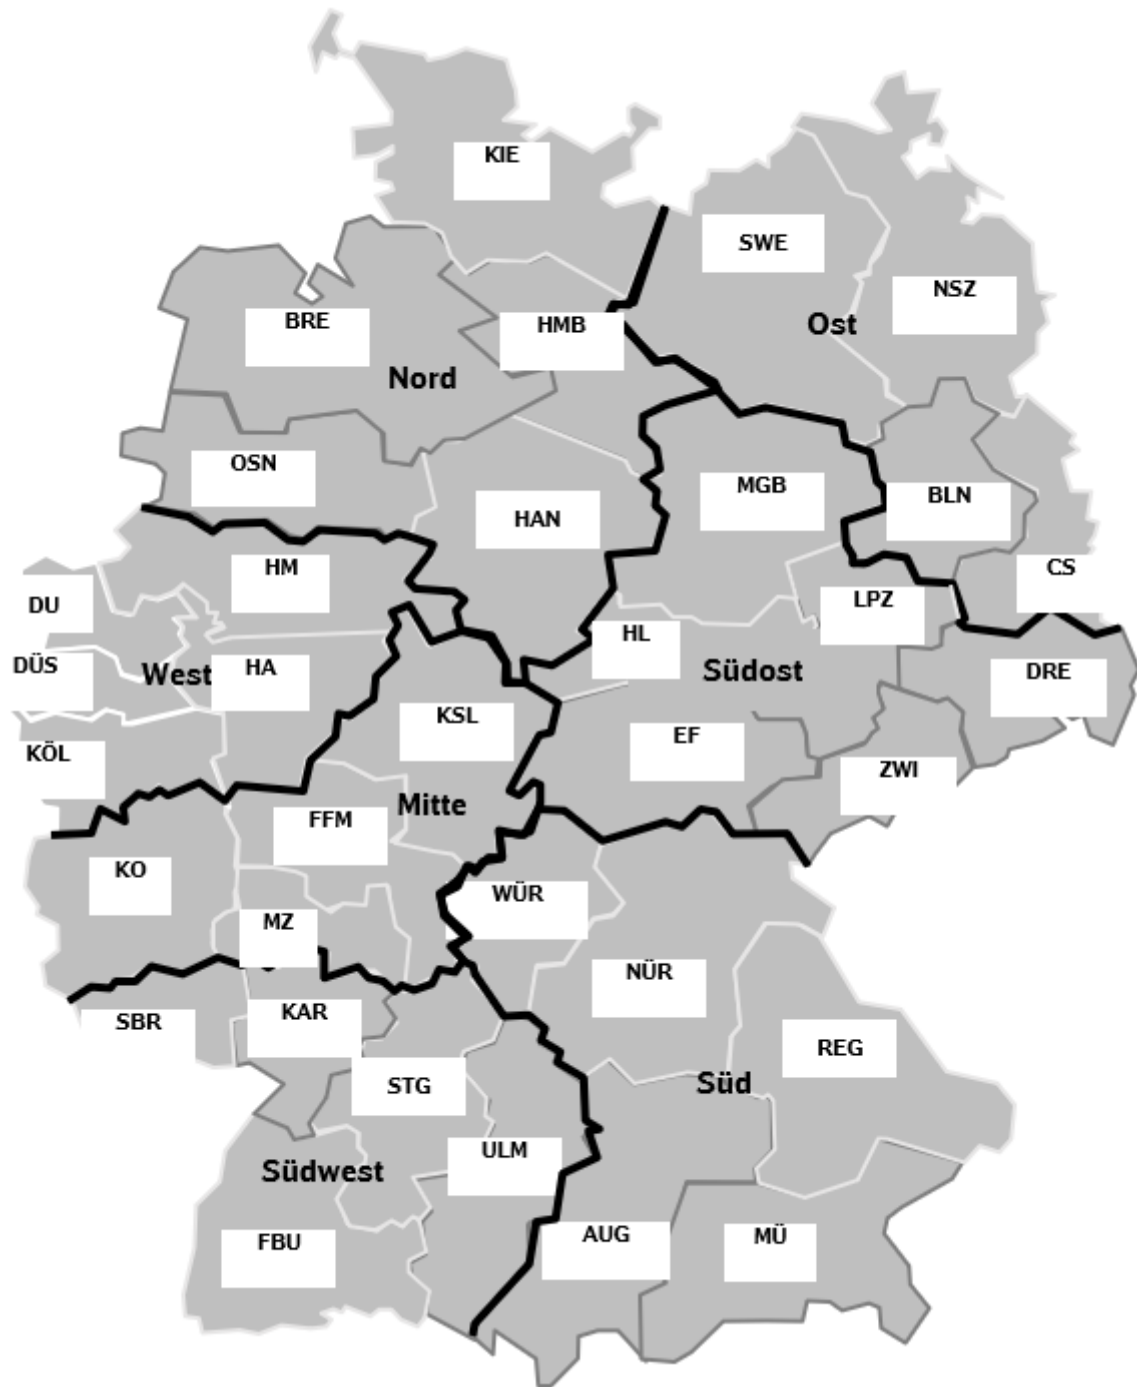 KIE
SWE
NSZ
BRE
HMB
Ost
Nord
OSN
HAN
MGB
BLN
HM
DU
CS
LPZ
HL
DÜS
West
HA
Südost
DRE
KSL
KÖL
EF
ZWI
Mitte
FFM
KO
WÜR
MZ
NÜR
SBR
KAR
REG
STG
Süd
ULM
Südwest
FBU
AUG
MÜ